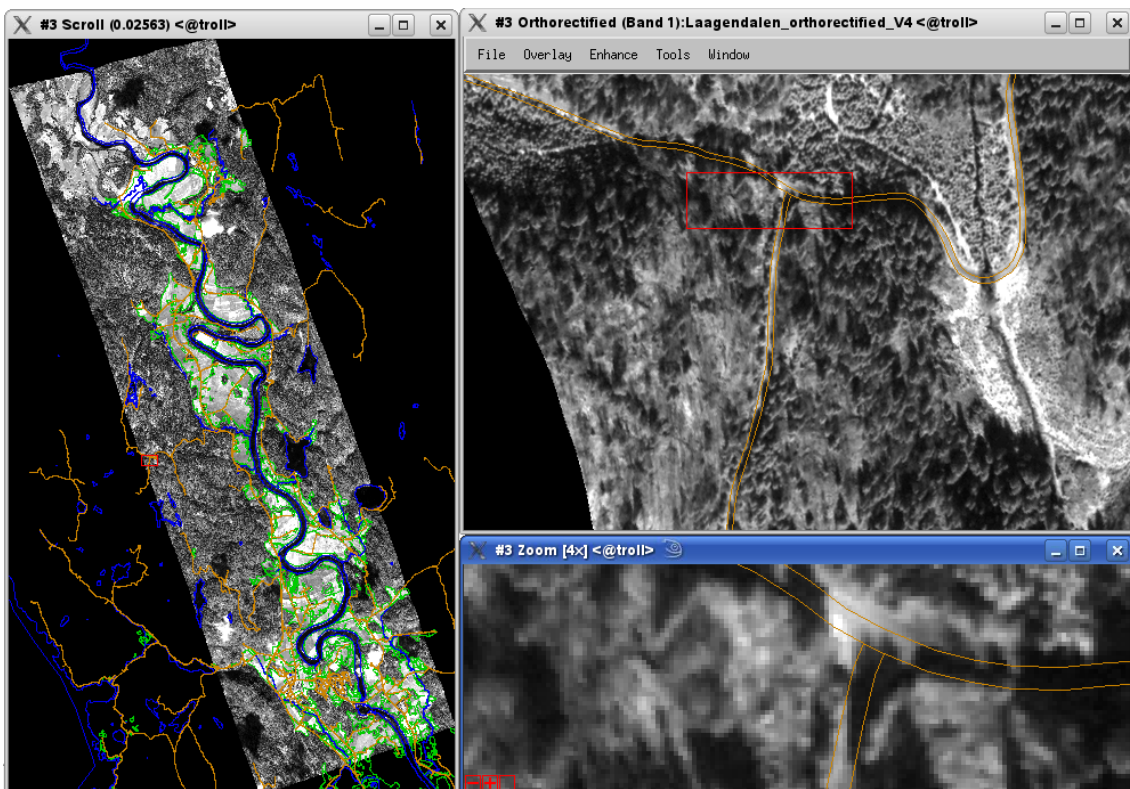 #3 Scroll (0.02563) <@troll>
#3 Orthorectified (Band 1):Laagendalen_orthorectified_V4 <@troll>
File Overlay Enhance Tools Window
#3 Zoom [4x] <@troll>